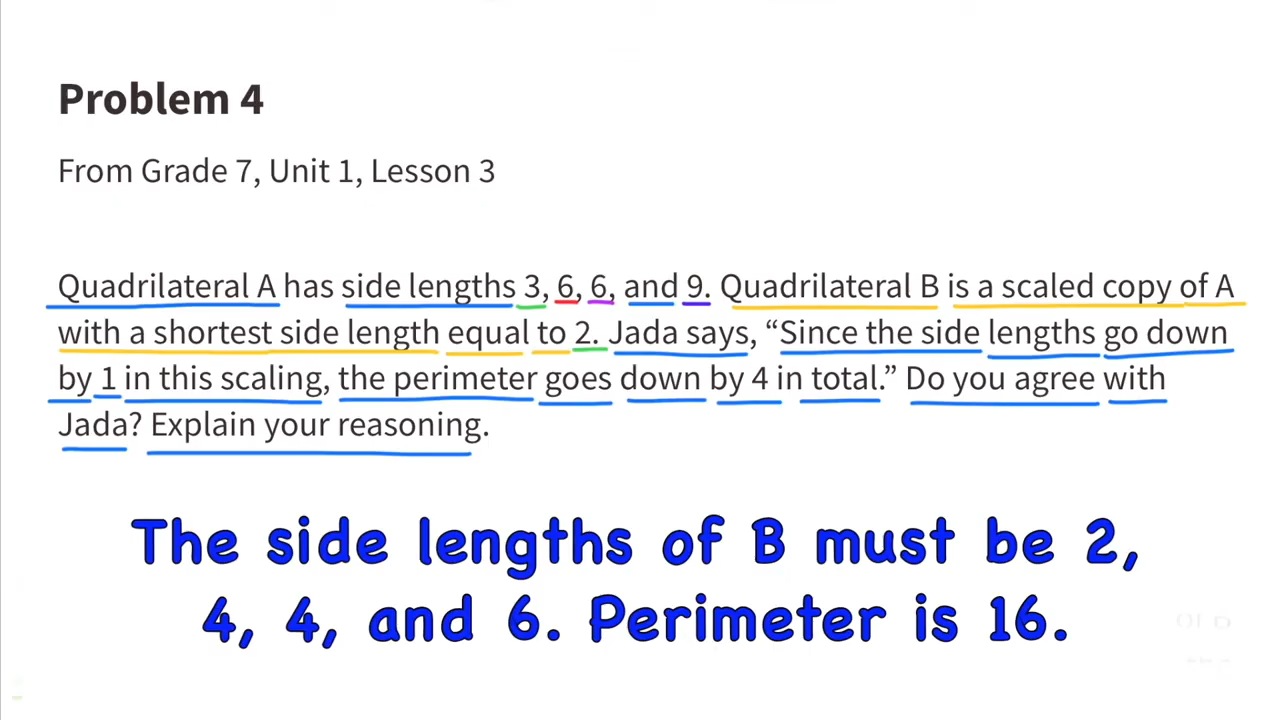 Problem 4
From Grade 7, Unit 1, Lesson 3
Quadrilateral A has side lengths 3, 6, 6, and 9. Quadrilateral B is a scaled copy of A
with a shortest side length equal to 2. Jada says, “Since the side lengths go down
by 1 in this scaling, the perimeter goes down by 4 in total.” Do you agree with
Jada? Explain your reasoning.
The side lengths of B must be 2,
4, 4, and 6. Perimeter is 16.